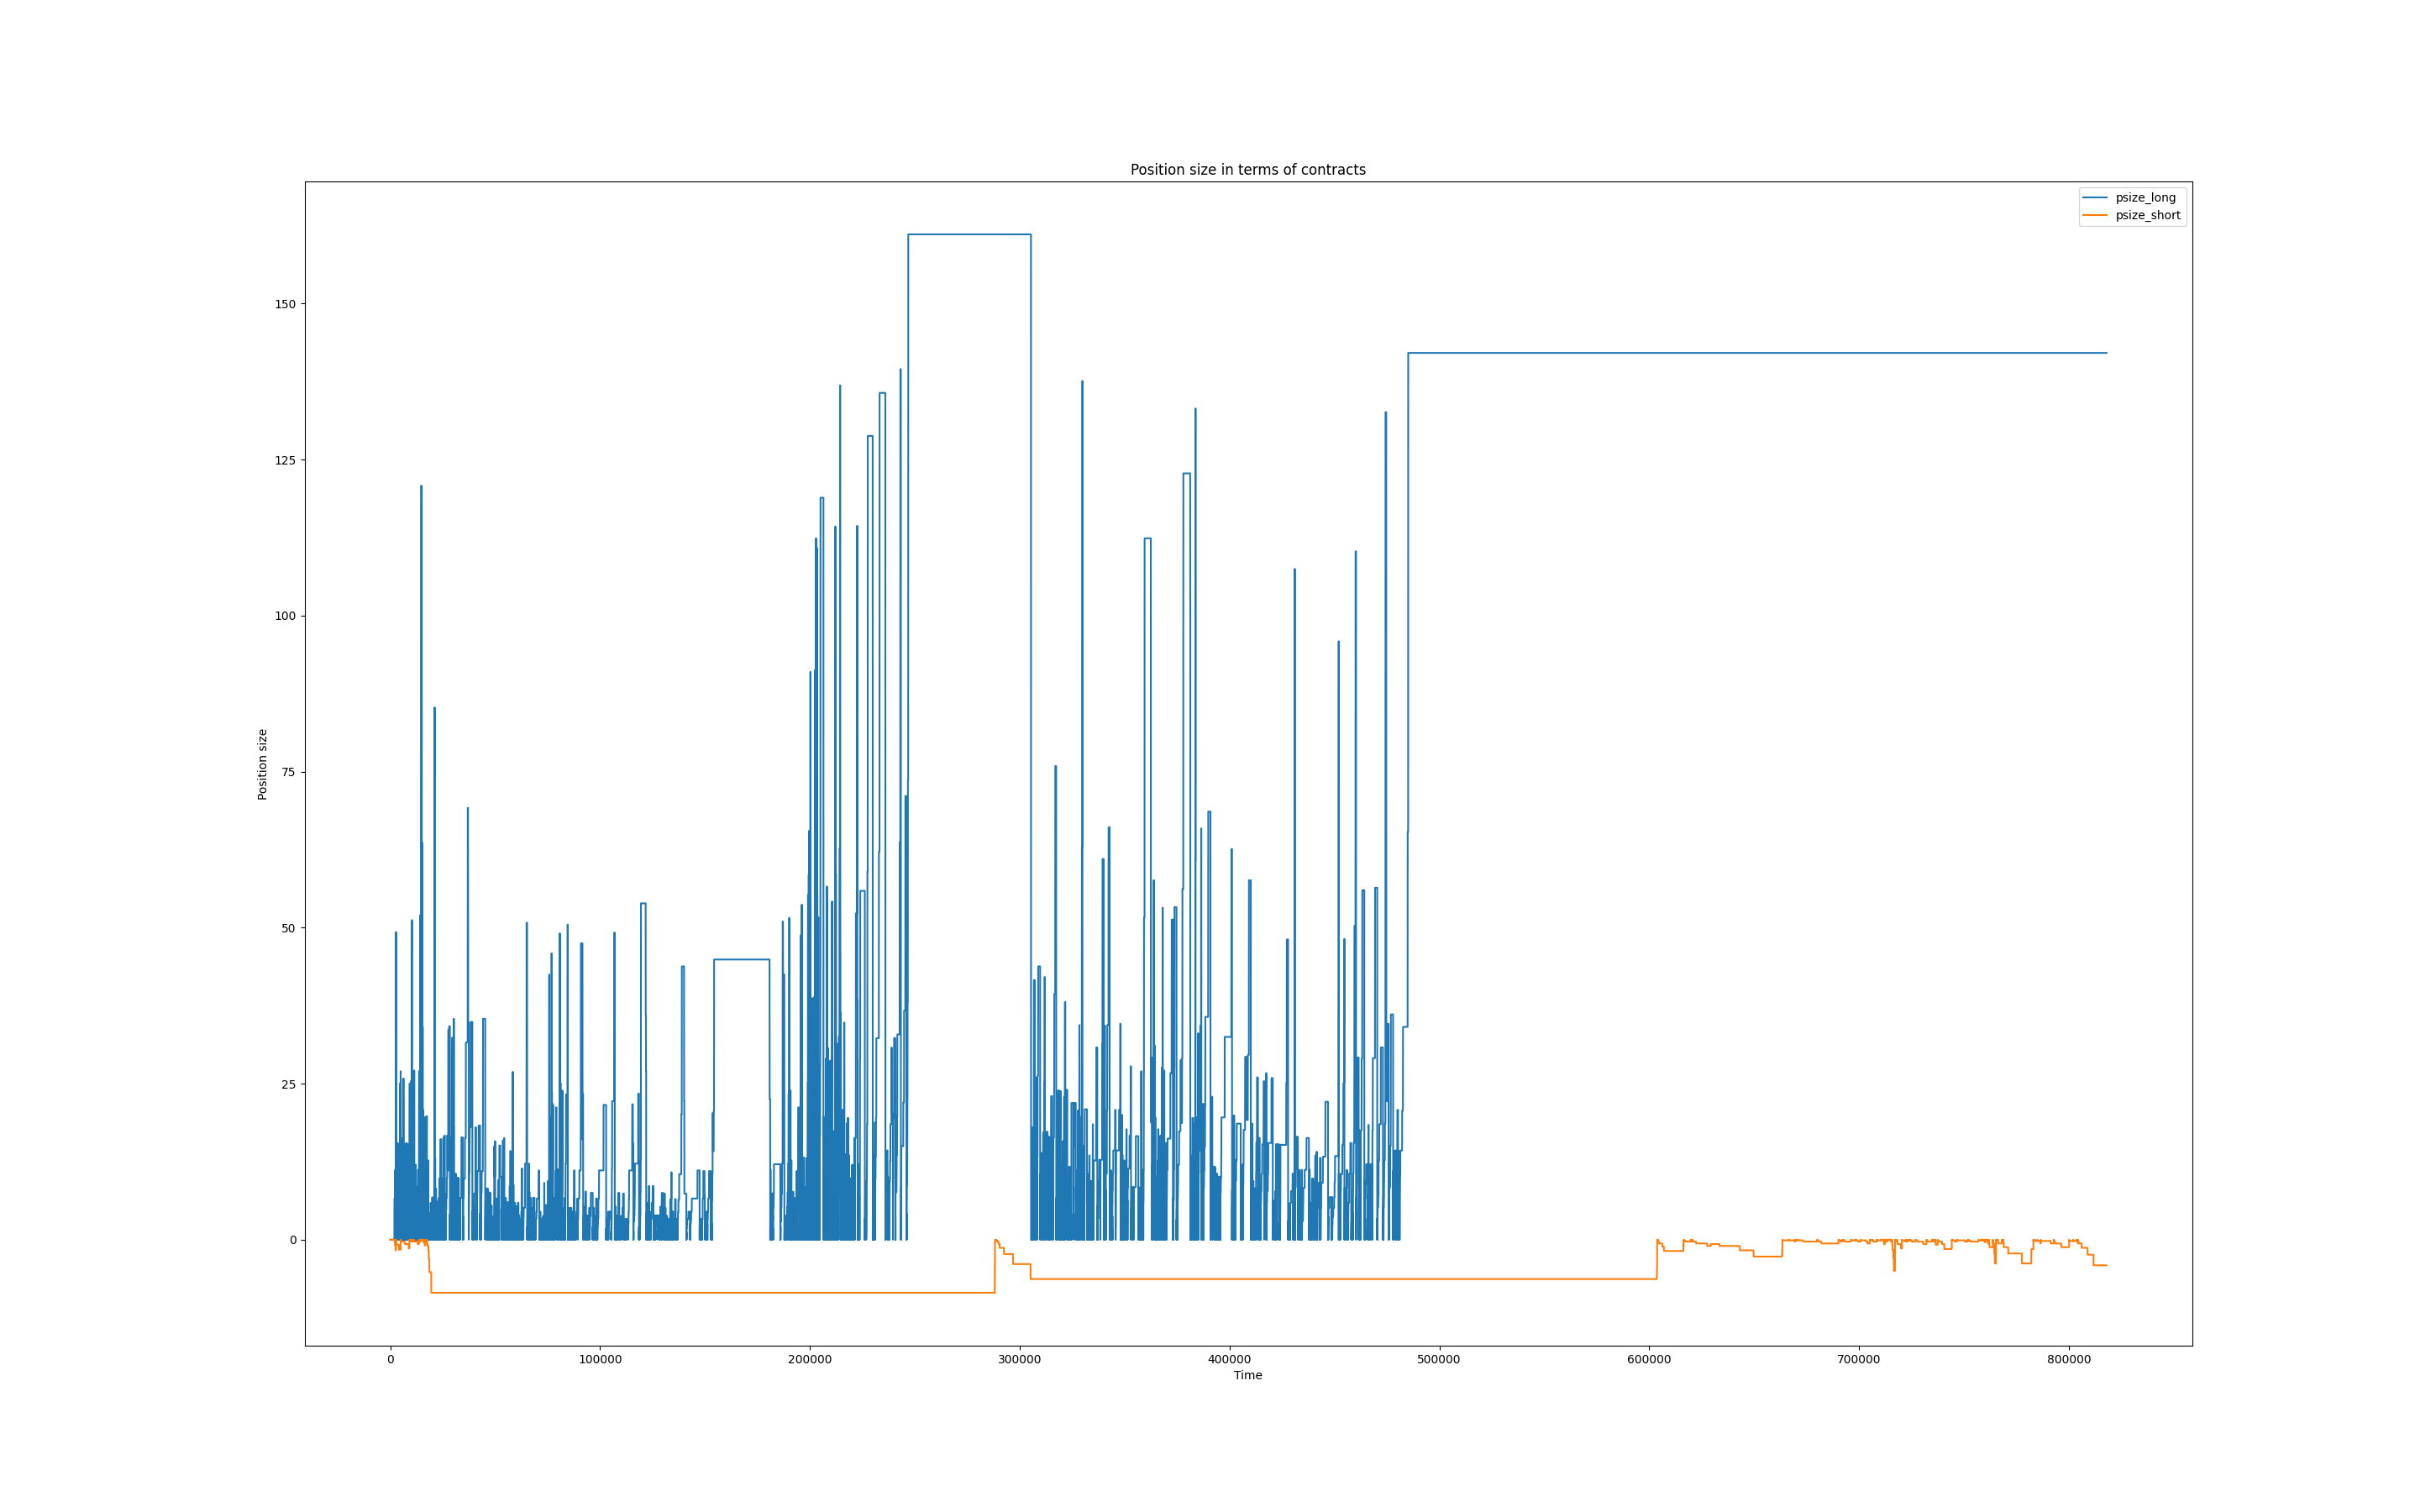 Position size in terms of contracts
psize_long
psize_short
150
125
100
75
50
25
0
Position size
0 100000 200000 300000 400000 500000 600000 700000 800000
Time